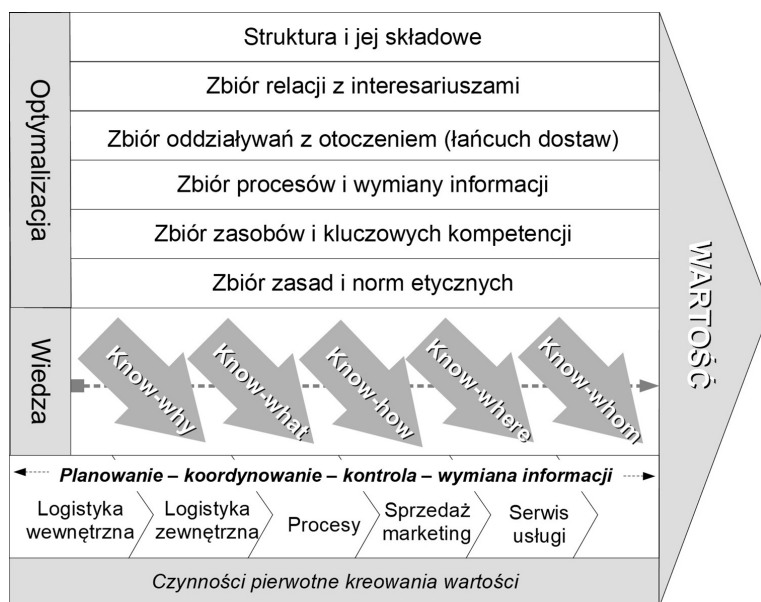 Optymalizacja
Struktura i jej składowe
Zbiór relacji z interesariuszami
Zbiór oddziaływań z otoczeniem (łańcuch dostaw)
Zbiór procesów i wymiany informacji
Zbiór zasobów i kluczowych kompetencji
Zbiór zasad i norm etycznych
WARTOŚĆ
Wiedza
Know-why
Know-what
Know-how
Know-where
Know-whom
Planowanie – koordynowanie – kontrola – wymiana informacji
Logistyka
wewnętrzna
Logistyka
zewnętrzna
Procesy
Sprzedaż
marketing
Serwis
usługi
Czynności pierwotne kreowania wartości